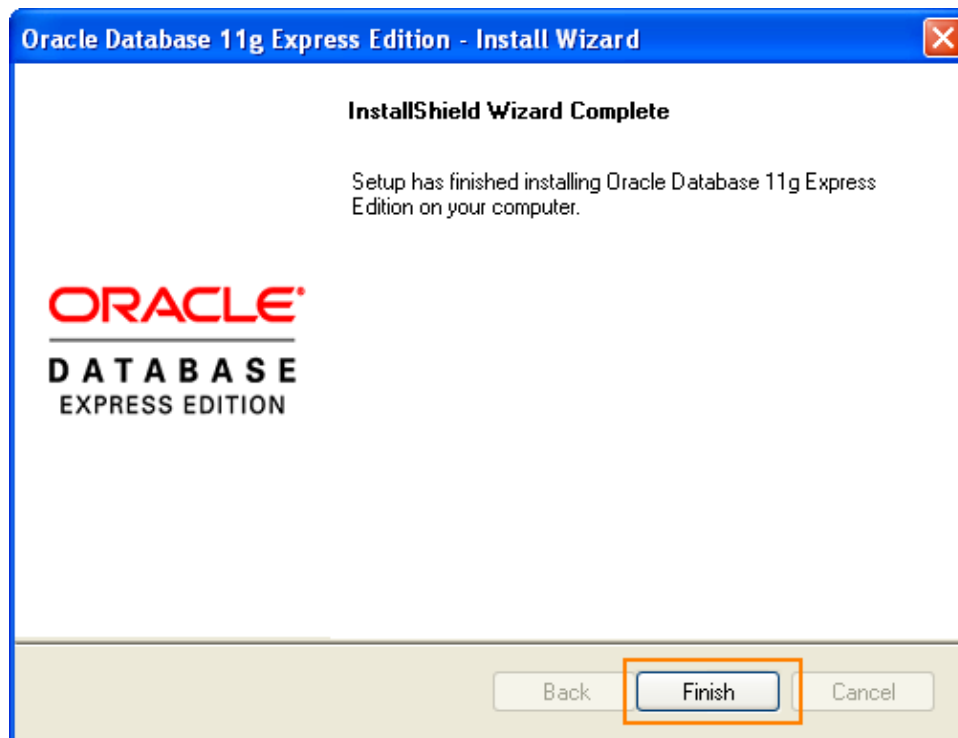 Oracle Database 11g Express Edition - Install Wizard
InstallShield Wizard Complete
Setup has finished installing Oracle Database 11g Express
Edition on your computer.
ORACLE
DATABASE
EXPRESS EDITION
Back
Finish
Cancel